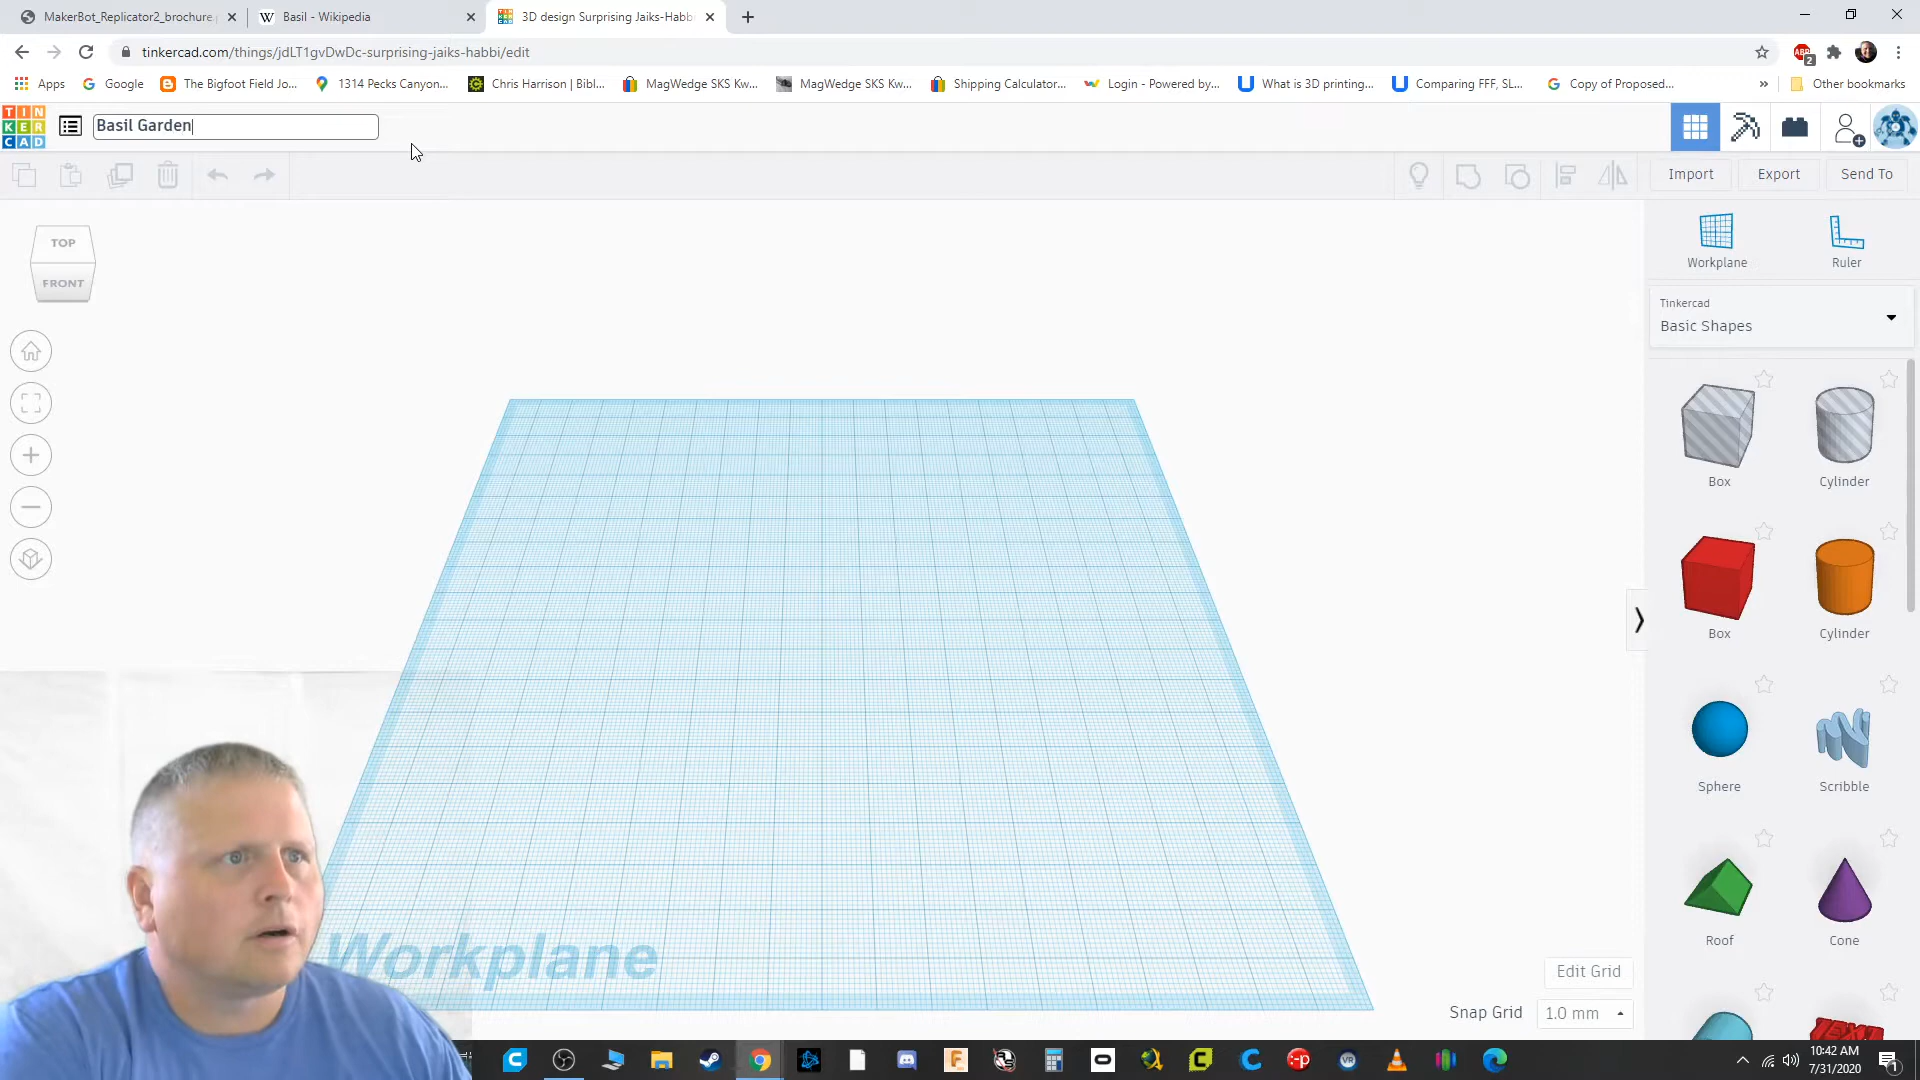 MakerBot_Replicator2_brochure.
Basil - Wikipedia
3D design Surprising Jaiks-Habbi
tinkercad.com/things/jdLT1gvDwDc-surprising-jaiks-habbi/edit
ABP
2
Apps
Google
The Bigfoot Field Jo...
1314 Pecks Canyon...
Chris Harrison | Bibl...
MagWedge SKS Kw...
MagWedge SKS Kw...
Shipping Calculator...
Login - Powered by...
What is 3D printing...
Comparing FFF, SL...
Copy of Proposed...
»
Other bookmarks
TIN
KER
CAD
Basil Garden
Import
Export
Send To
TOP
FRONT
Workplane
Ruler
Tinkercad
Basic Shapes
Box
Cylinder
Box
Cylinder
Sphere
Scribble
Roof
Cone
TEXT
Workplane
Edit Grid
Snap Grid
1.0 mm
10:42 AM
7/31/2020
1